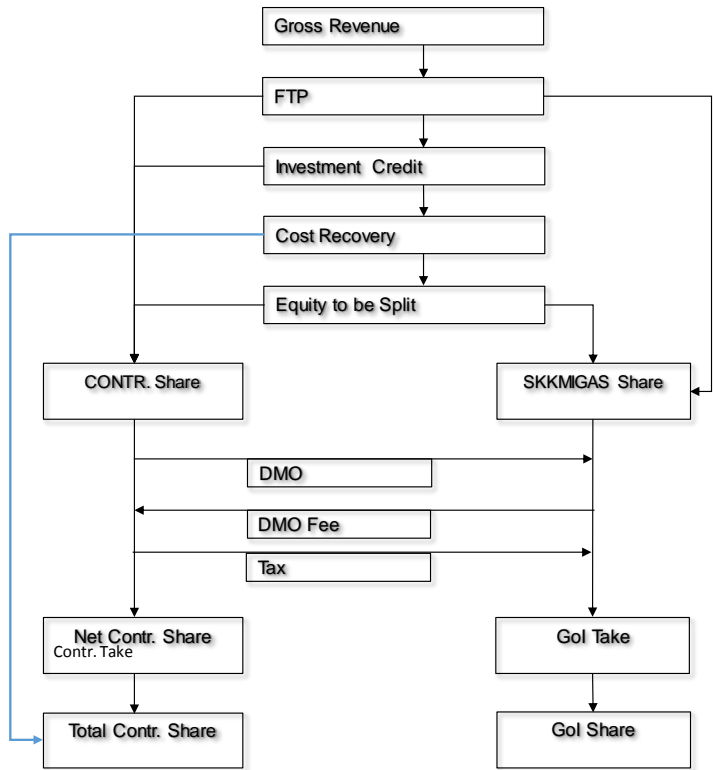 Gross Revenue
FTP
Investment Credit
Cost Recovery
Equity to be Split
CONTR. Share
SKKMIGAS Share
DMO
DMO Fee
Tax
Net Contr. Share
Contr. Take
GoI Take
Total Contr. Share
GoI Share